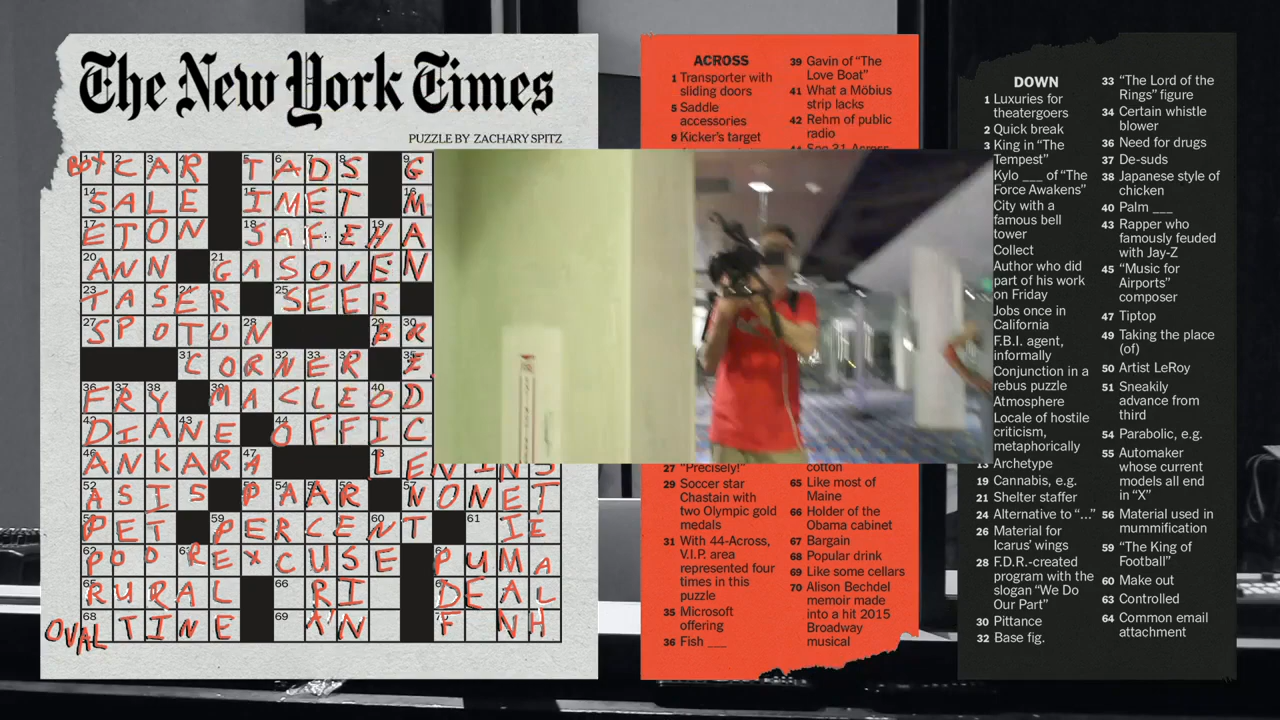 The New York Times
PUZZLE BY ZACHARY SPITZ
BOX C A R T A D S G
S A L E I M E T M
E T O N S A F E H A
A N N G A S O V E N
T A S E R S E E R
S P O T O N B R
C O R N E R E
F R Y M A C L E O D
D I A N E O F F I C
A N K A R A L E N I N S
A S I S P A A R N O N E T
P E T P E R C E N T I E
P O O R E X C U S E P U M A
R U R A L R I D E A L
OVAL T I N E N F N H
ACROSS
1 Transporter with
sliding doors
5 Saddle
accessories
9 Kicker's target
27 "Precisely!"
29 Soccer star
Chastain with
two Olympic gold
medals
31 With 44-Across,
V.I.P. area
represented four
times in this
puzzle
35 Microsoft
offering
36 Fish ___
39 Gavin of "The
Love Boat"
41 What a Möbius
strip lacks
42 Rehm of public
radio
44 See 31-Across
cotton
65 Like most of
Maine
66 Holder of the
Obama cabinet
67 Bargain
68 Popular drink
69 Like some cellars
70 Alison Bechdel
memoir made
into a hit 2015
Broadway
musical
DOWN
1 Luxuries for
theatergoers
2 Quick break
3 King in "The
Tempest"
Kylo ___ of "The
Force Awakens"
City with a
famous bell
tower
Collect
Author who did
part of his work
on Friday
Jobs once in
California
F.B.I. agent,
informally
Conjunction in a
rebus puzzle
Atmosphere
Locale of hostile
criticism,
metaphorically
13 Archetype
19 Cannabis, e.g.
21 Shelter staffer
24 Alternative to "..."
26 Material for
Icarus' wings
28 F.D.R.-created
program with the
slogan "We Do
Our Part"
30 Pittance
32 Base fig.
33 "The Lord of the
Rings" figure
34 Certain whistle
blower
36 Need for drugs
37 De-suds
38 Japanese style of
chicken
40 Palm ___
43 Rapper who
famously feuded
with Jay-Z
45 "Music for
Airports"
composer
47 Tiptop
49 Taking the place
(of)
50 Artist LeRoy
51 Sneakily
advance from
third
54 Parabolic, e.g.
55 Automaker
whose current
models all end
in "X"
56 Material used in
mummification
59 "The King of
Football"
60 Make out
63 Controlled
64 Common email
attachment